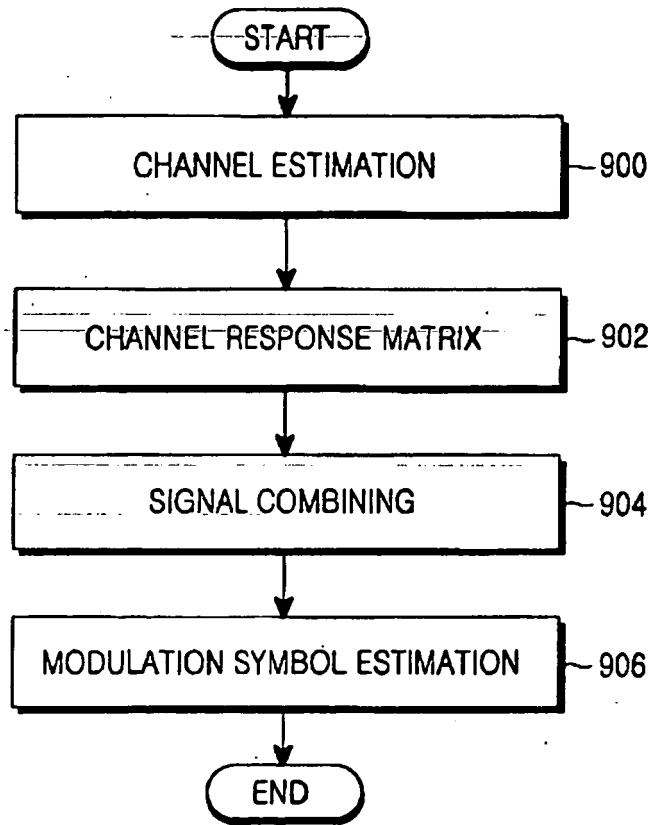 START
CHANNEL ESTIMATION
900
CHANNEL RESPONSE MATRIX
902
SIGNAL COMBINING
904
MODULATION SYMBOL ESTIMATION
906
END